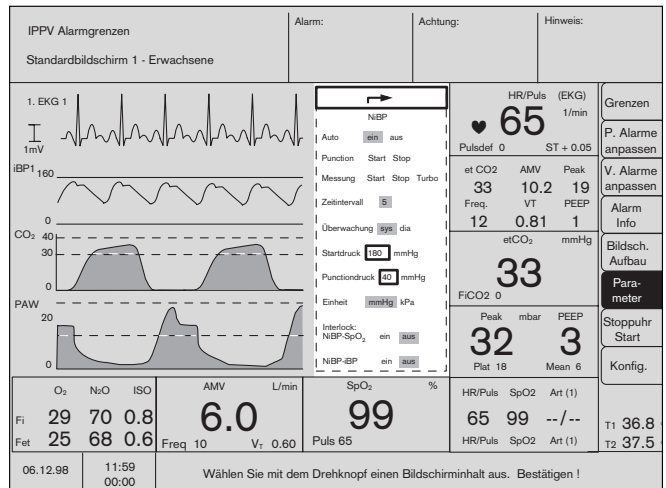 IPPV Alarmgrenzen
Standardbildschirm 1 - Erwachsene
Alarm:
Achtung:
Hinweis:
1. EKG 1
1mV
iBP1
160
0
CO₂
40
30
0
PAW
20
0
NiBP
Auto ein aus
Punction Start Stop
Messung Start Stop Turbo
Zeitintervall 5
Überwachung sys dia
Startdruck 180 mmHg
Punctiondruck 40 mmHg
Einheit mmHg kPa
Interlock:
NiBP-SpO₂ ein aus
NiBP-iBP ein aus
HR/Puls (EKG)
65 1/min
Pulsdef 0 ST + 0.05
et CO2 AMV Peak
33 10.2 19
Freq. VT PEEP
12 0.81 1
etCO₂ mmHg
33
FiCO2 0
Peak mbar PEEP
32 3
Plat 18 Mean 6
Grenzen
P. Alarme
anpassen
V. Alarme
anpassen
Alarm
Info
Bildsch.
Aufbau
Para-
meter
Stoppuhr
Start
Konfig.
O₂ N₂O ISO
Fi 29 70 0.8
Fet 25 68 0.6
AMV L/min
6.0
Freq 10 V_T 0.60
SpO₂ %
99
Puls 65
HR/Puls SpO2 Art (1)
65 99 --/--
HR/Puls SpO2 Art (1)
T1 36.8
T2 37.5
06.12.98
11:59
00:00
Wählen Sie mit dem Drehknopf einen Bildschirminhalt aus. Bestätigen !